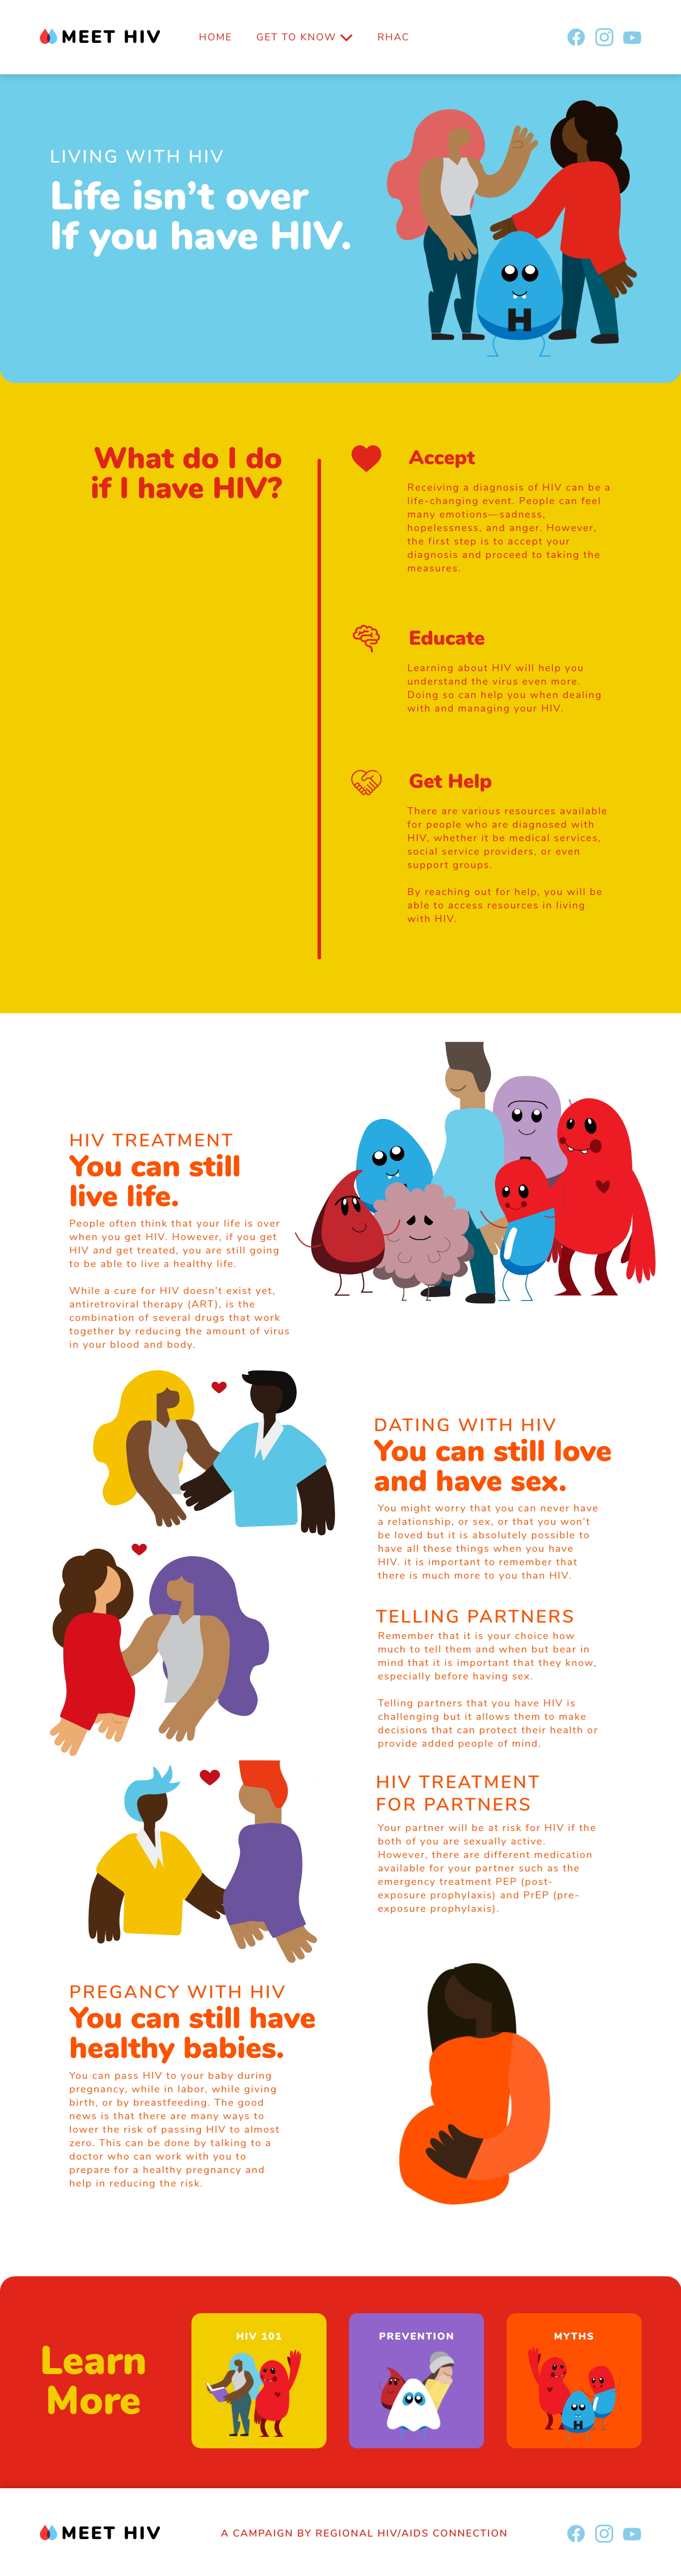 MEET HIV
HOME GET TO KNOW RHAC
LIVING WITH HIV
Life isn't over
If you have HIV.
H
What do I do
if I have HIV?
Accept
Receiving a diagnosis of HIV can be a
life-changing event. People can feel
many emotions—sadness,
hopelessness, and anger. However,
the first step is to accept your
diagnosis and proceed to taking the
measures.
Educate
Learning about HIV will help you
understand the virus even more.
Doing so can help you when dealing
with and managing your HIV.
Get Help
There are various resources available
for people who are diagnosed with
HIV, whether it be medical services,
social service providers, or even
support groups.
By reaching out for help, you will be
able to access resources in living
with HIV.
HIV TREATMENT
You can still
live life.
People often think that your life is over
when you get HIV. However, if you get
HIV and get treated, you are still going
to be able to live a healthy life.
While a cure for HIV doesn't exist yet,
antiretroviral therapy (ART), is the
combination of several drugs that work
together by reducing the amount of virus
in your blood and body.
DATING WITH HIV
You can still love
and have sex.
You might worry that you can never have
a relationship, or sex, or that you won't
be loved but it is absolutely possible to
have all these things when you have
HIV. it is important to remember that
there is much more to you than HIV.
TELLING PARTNERS
Remember that it is your choice how
much to tell them and when but bear in
mind that it is important that they know,
especially before having sex.
Telling partners that you have HIV is
challenging but it allows them to make
decisions that can protect their health or
provide added people of mind.
HIV TREATMENT
FOR PARTNERS
Your partner will be at risk for HIV if the
both of you are sexually active.
However, there are different medication
available for your partner such as the
emergency treatment PEP (post-
exposure prophylaxis) and PrEP (pre-
exposure prophylaxis).
PREGANCY WITH HIV
You can still have
healthy babies.
You can pass HIV to your baby during
pregnancy, while in labor, while giving
birth, or by breastfeeding. The good
news is that there are many ways to
lower the risk of passing HIV to almost
zero. This can be done by talking to a
doctor who can work with you to
prepare for a healthy pregnancy and
help in reducing the risk.
Learn
More
HIV 101
PREVENTION
MYTHS
H
MEET HIV
A CAMPAIGN BY REGIONAL HIV/AIDS CONNECTION